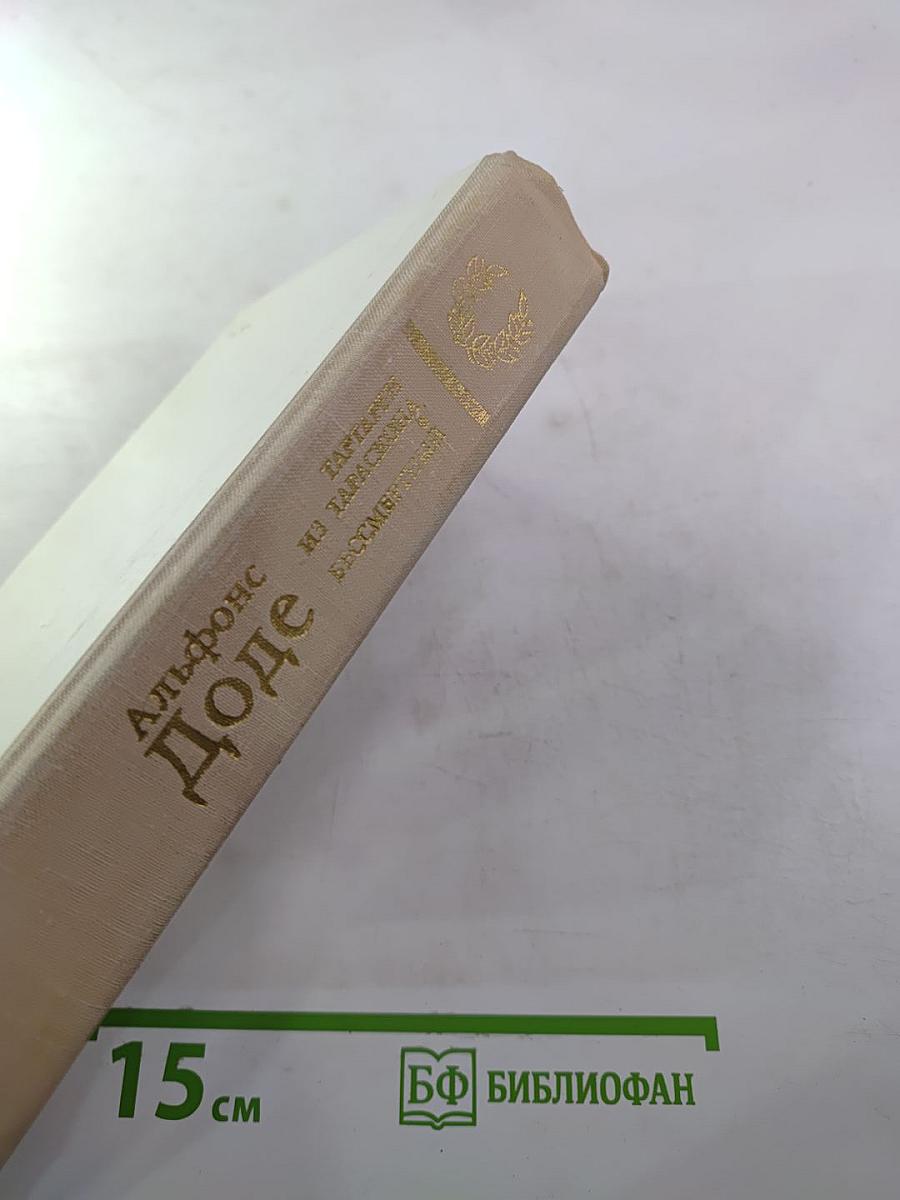 Альфонс
Доде
ТАРТАРЕН
ИЗ ТАРАСКОНА
БЕССМЕРТНЫЙ
15 см
БФ БИБЛИОФАН